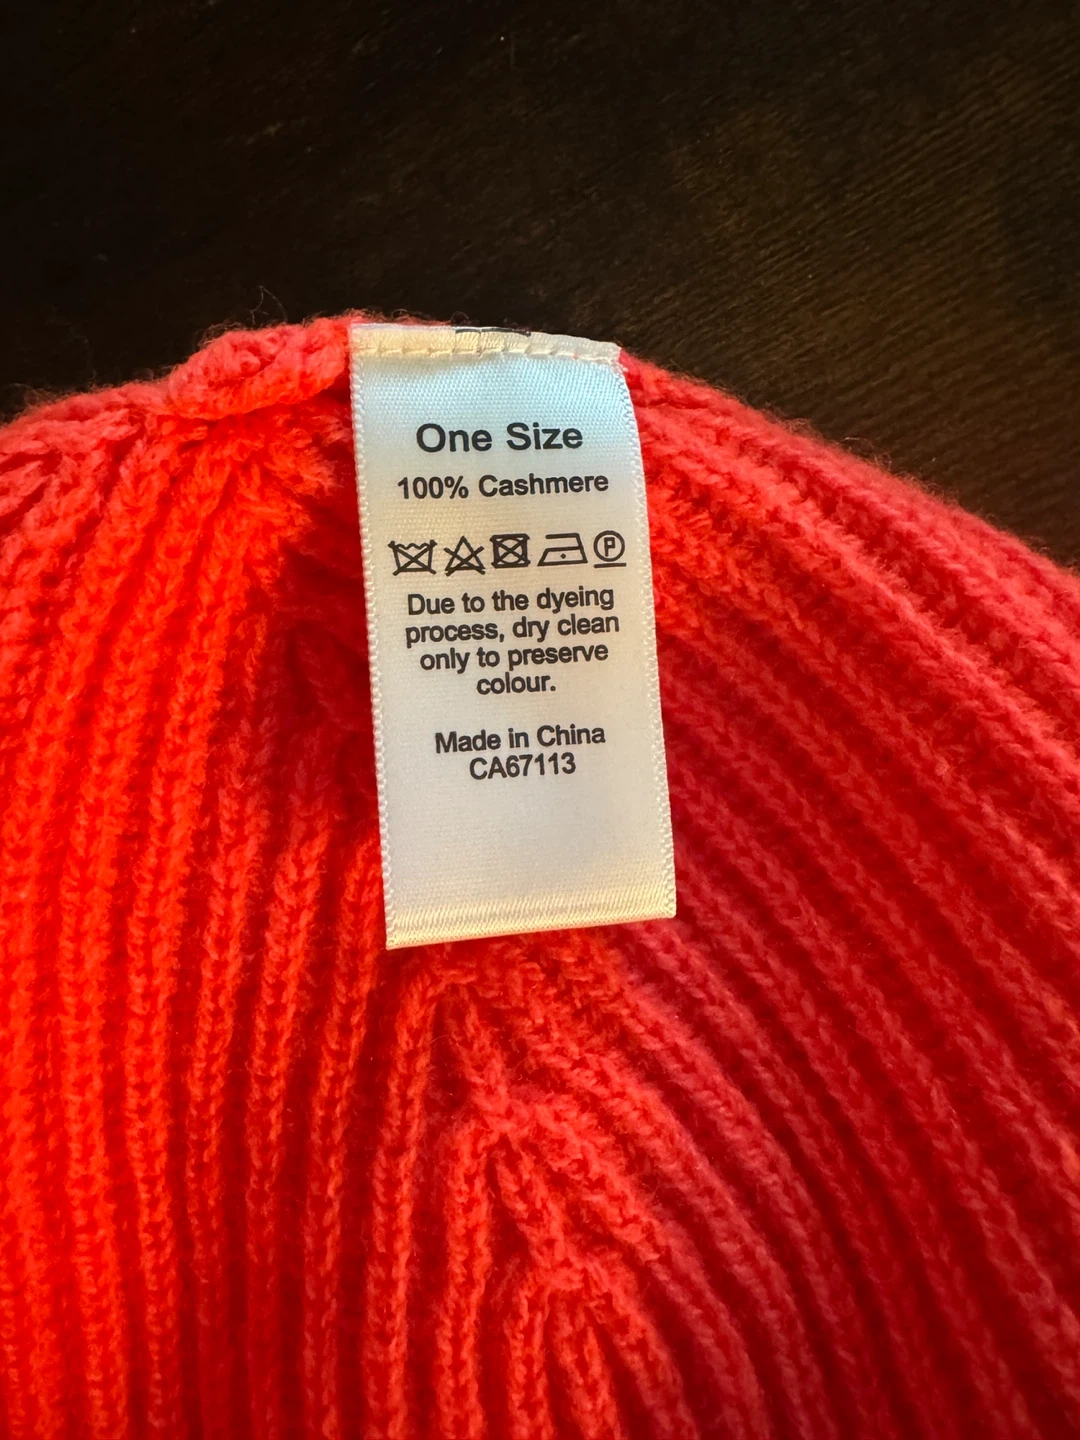 One Size
100% Cashmere
P
Due to the dyeing
process, dry clean
only to preserve
colour.
Made in China
CA67113